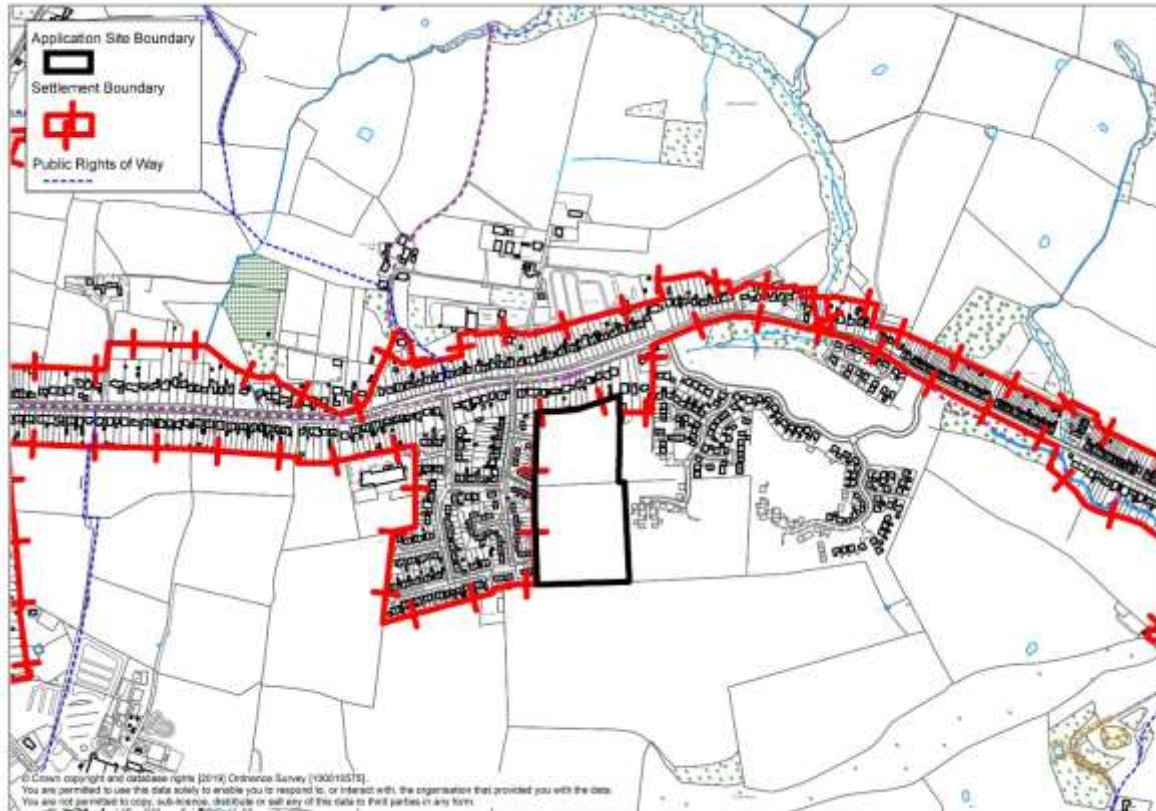 Application Site Boundary
Settlement Boundary
Public Rights of Way
© Crown copyright and database rights [2019] Ordnance Survey [100018575].
You are permitted to use this data solely to enable you to respond to, or interact with, the organisation that provided you with the data.
You are not permitted to copy, sub-licence, distribute or sell any of this data to third parties in any form.